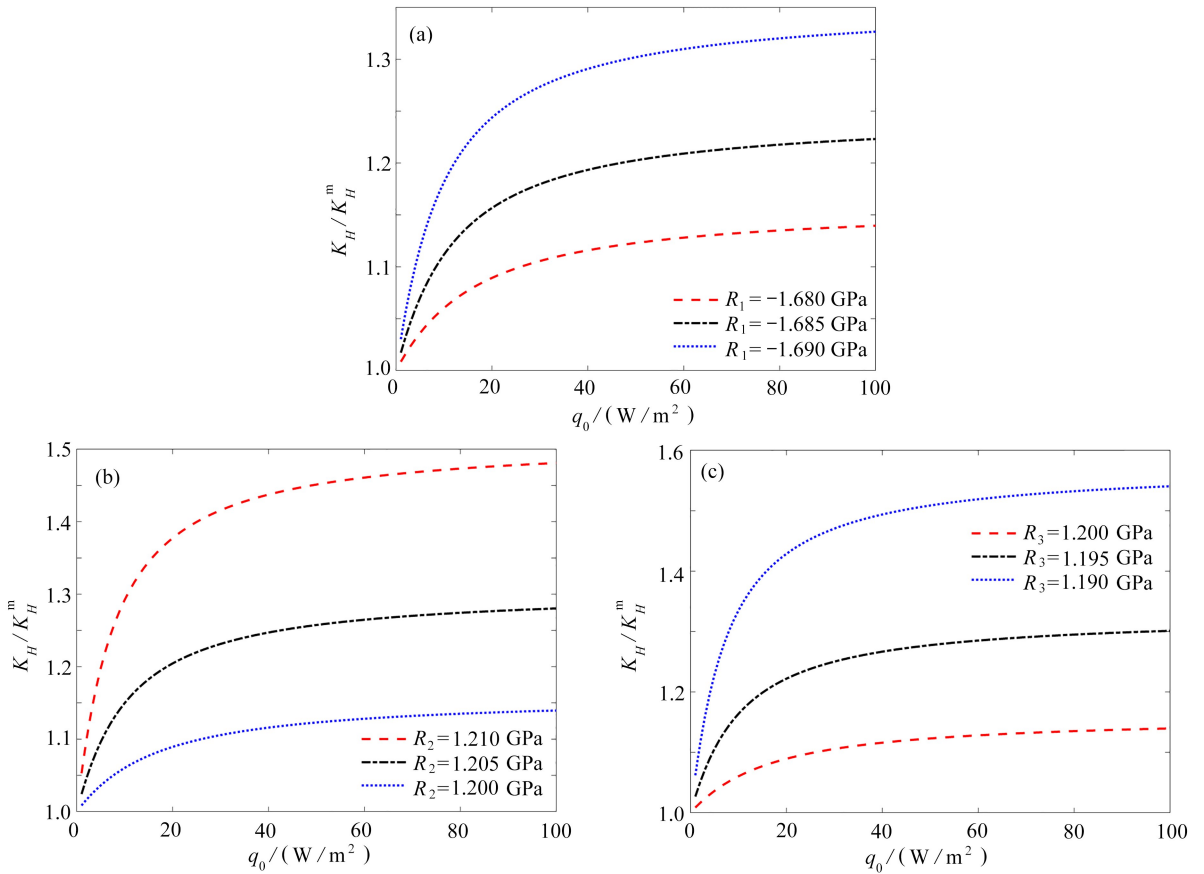 (a)
1.3
1.2
1.1
1.0
K_H / K_H^m
R₁ = −1.680 GPa
R₁ = −1.685 GPa
R₁ = −1.690 GPa
0 20 40 60 80 100
q₀ / ( W / m² )
(b)
1.5
1.4
1.3
1.2
1.1
1.0
K_H / K_H^m
R₂ = 1.210 GPa
R₂ = 1.205 GPa
R₂ = 1.200 GPa
0 20 40 60 80 100
q₀ / ( W / m² )
(c)
1.6
1.4
1.2
1.0
K_H / K_H^m
R₃ = 1.200 GPa
R₃ = 1.195 GPa
R₃ = 1.190 GPa
0 20 40 60 80 100
q₀ / ( W / m² )